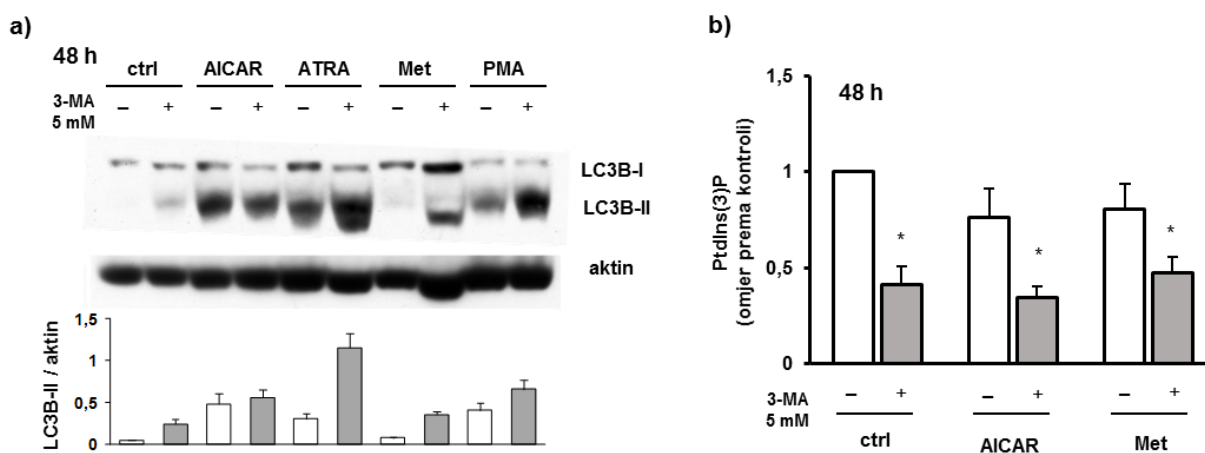 a)
48 h
ctrl AICAR ATRA Met PMA
3-MA – + – + – + – + – +
5 mM
LC3B-I
LC3B-II
aktin
LC3B-II / aktin
1,5
1
0,5
0
b)
48 h
PtdIns(3)P
(omjer prema kontroli)
1,5
1
0,5
0
* * *
3-MA – + – + – +
5 mM
ctrl AICAR Met